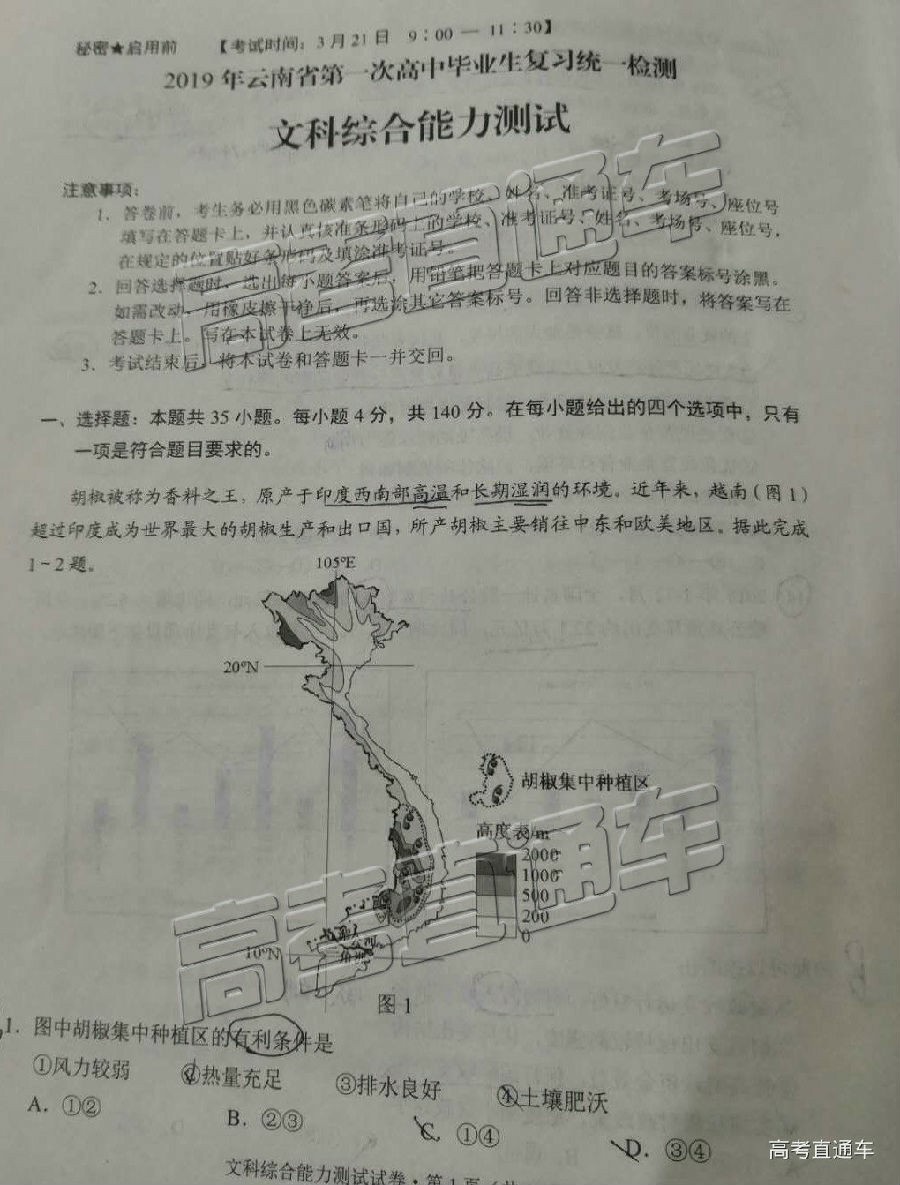 秘密★启用前 【考试时间：3月21日 9：00 — 11：30】
2019年云南省第一次高中毕业生复习统一检测
文科综合能力测试
注意事项：
1．答卷前，考生务必用黑色碳素笔将自己的学校、姓名、准考证号、考场号、座位号
填写在答题卡上，并认真核准条形码上的学校、准考证号、姓名、考场号、座位号，
在规定的位置贴好条形码及填涂准考证号。
2．回答选择题时，选出每小题答案后，用铅笔把答题卡上对应题目的答案标号涂黑。
如需改动，用橡皮擦干净后，再选涂其它答案标号。回答非选择题时，将答案写在
答题卡上。写在本试卷上无效。
3．考试结束后，将本试卷和答题卡一并交回。
一、选择题：本题共35小题。每小题4分，共140分。在每小题给出的四个选项中，只有
一项是符合题目要求的。
胡椒被称为香料之王，原产于印度西南部高温和长期湿润的环境。近年来，越南（图1）
超过印度成为世界最大的胡椒生产和出口国，所产胡椒主要销往中东和欧美地区。据此完成
1~2题。
105°E
20°N
胡椒集中种植区
高度表/m
2000
1000
500
200
0
10°N
图1
1．图中胡椒集中种植区的有利条件是
①风力较弱 ②热量充足 ③排水良好 ④土壤肥沃
A．①② B．②③ C．①④ D．③④
文科综合能力测试试卷·第1页
高考直通车
高考直通车
高考直通车